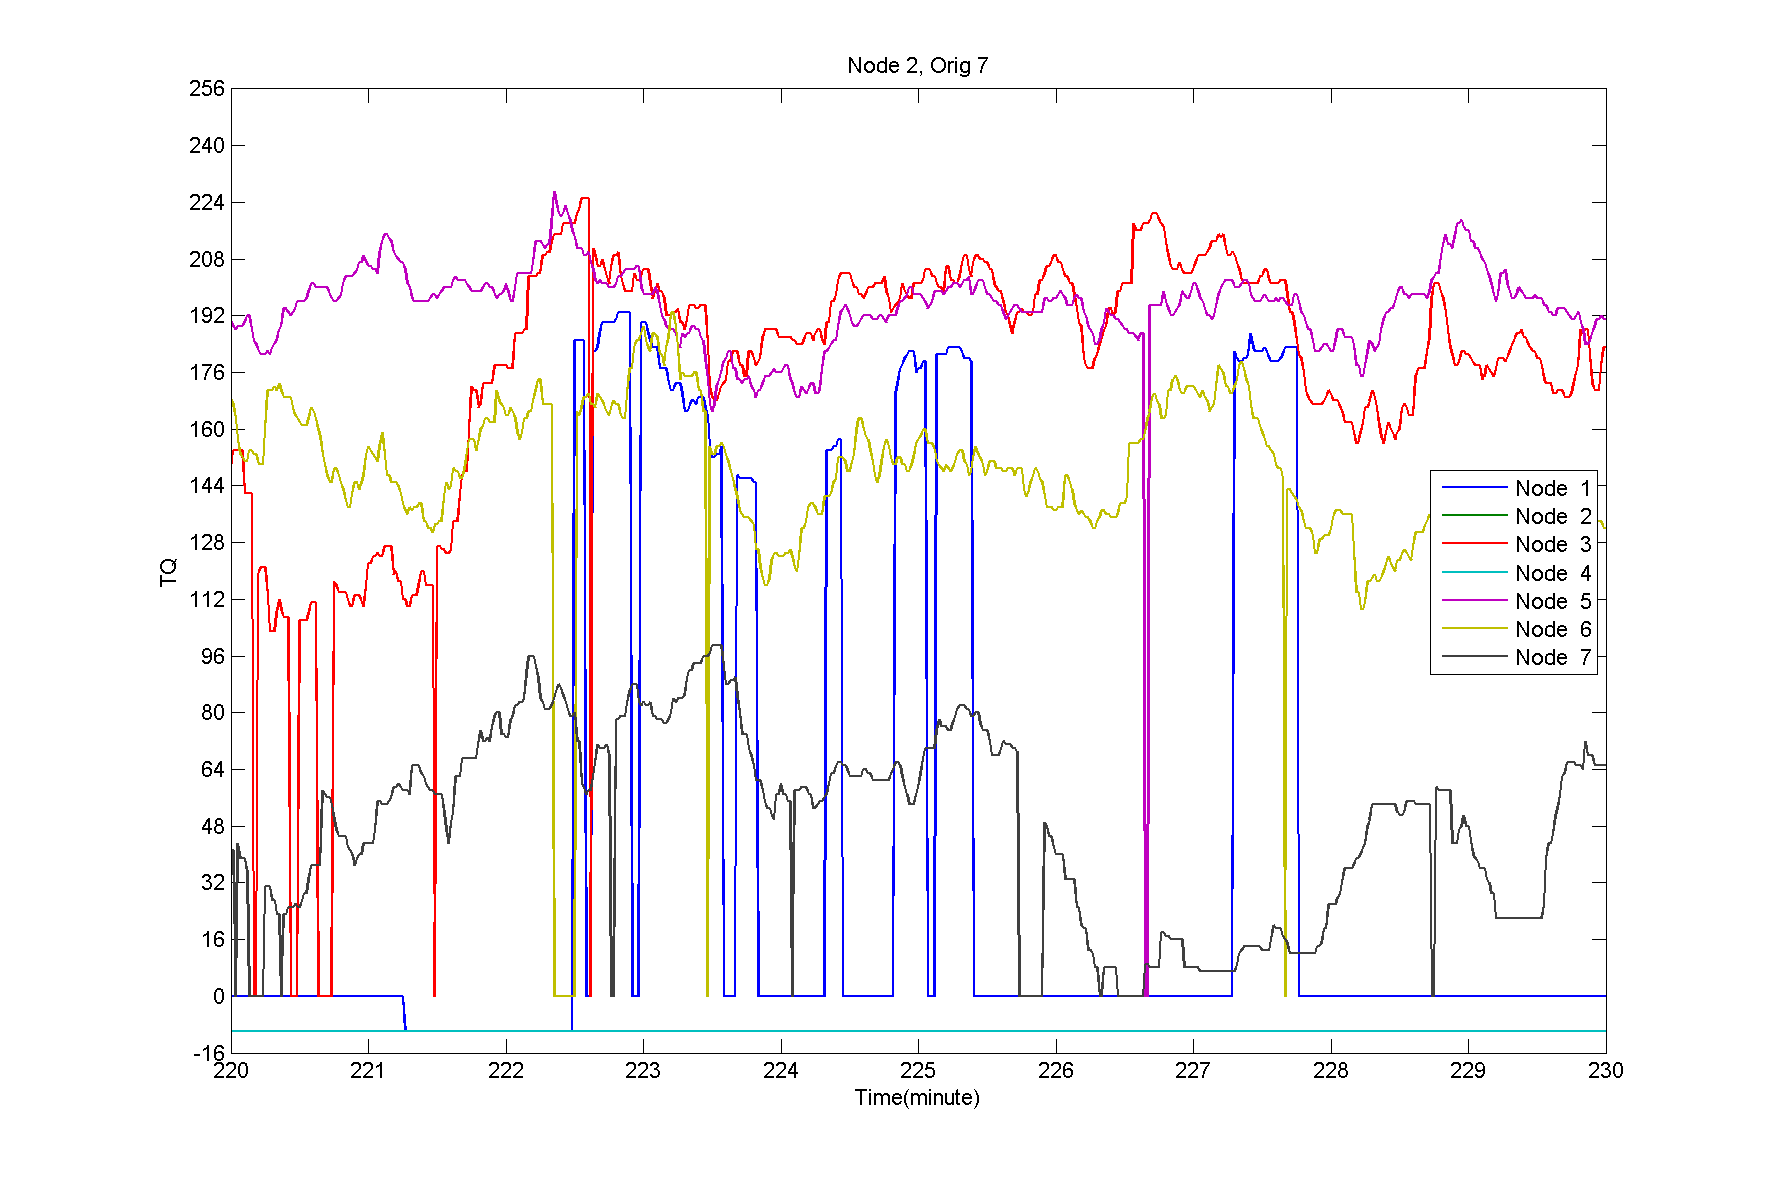 Node 2, Orig 7
256
240
224
208
192
176
160
144
128
112
96
80
64
48
32
16
0
-16
TQ
220 221 222 223 224 225 226 227 228 229 230
Time(minute)
Node 1
Node 2
Node 3
Node 4
Node 5
Node 6
Node 7